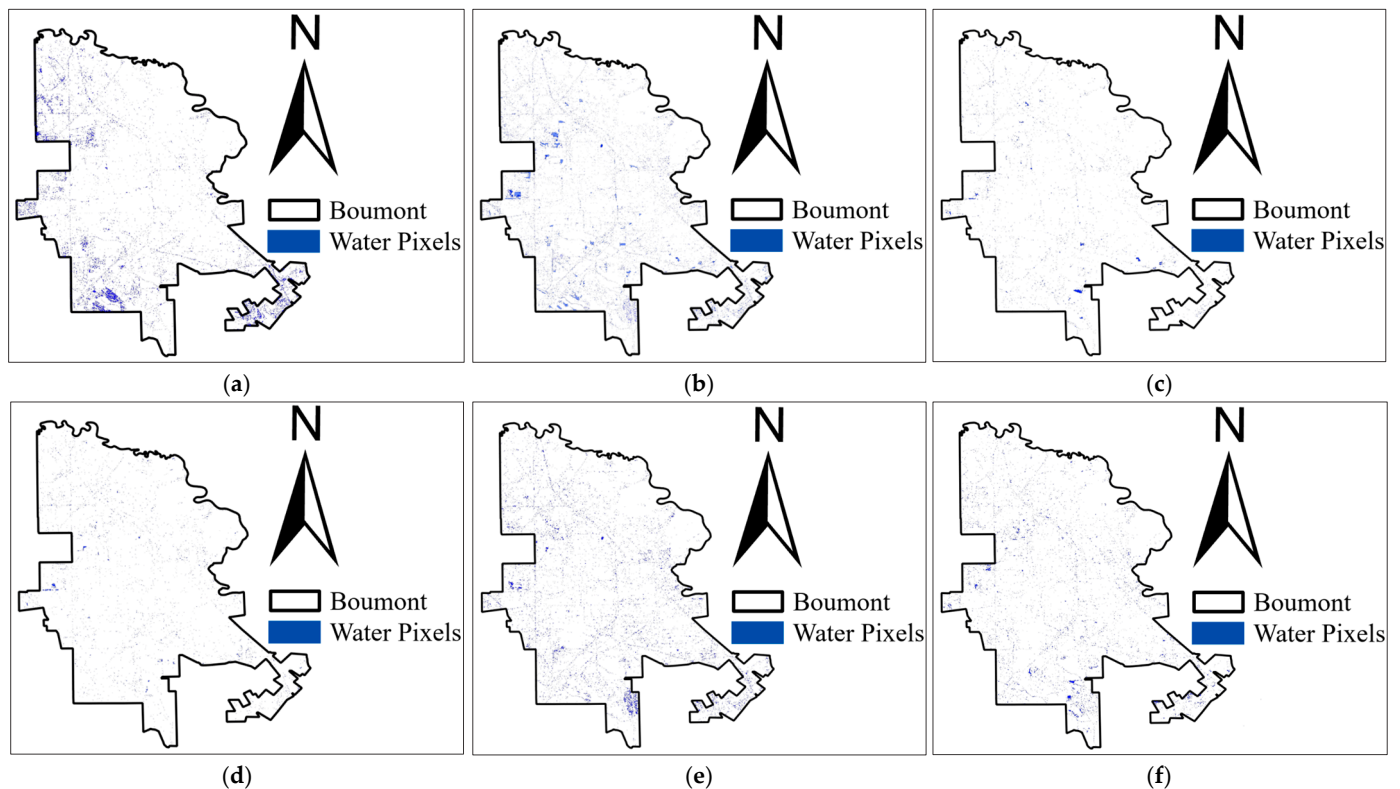 N
Boumont
Water Pixels
N
Boumont
Water Pixels
N
Boumont
Water Pixels
(a)
(b)
(c)
N
Boumont
Water Pixels
N
Boumont
Water Pixels
N
Boumont
Water Pixels
(d)
(e)
(f)